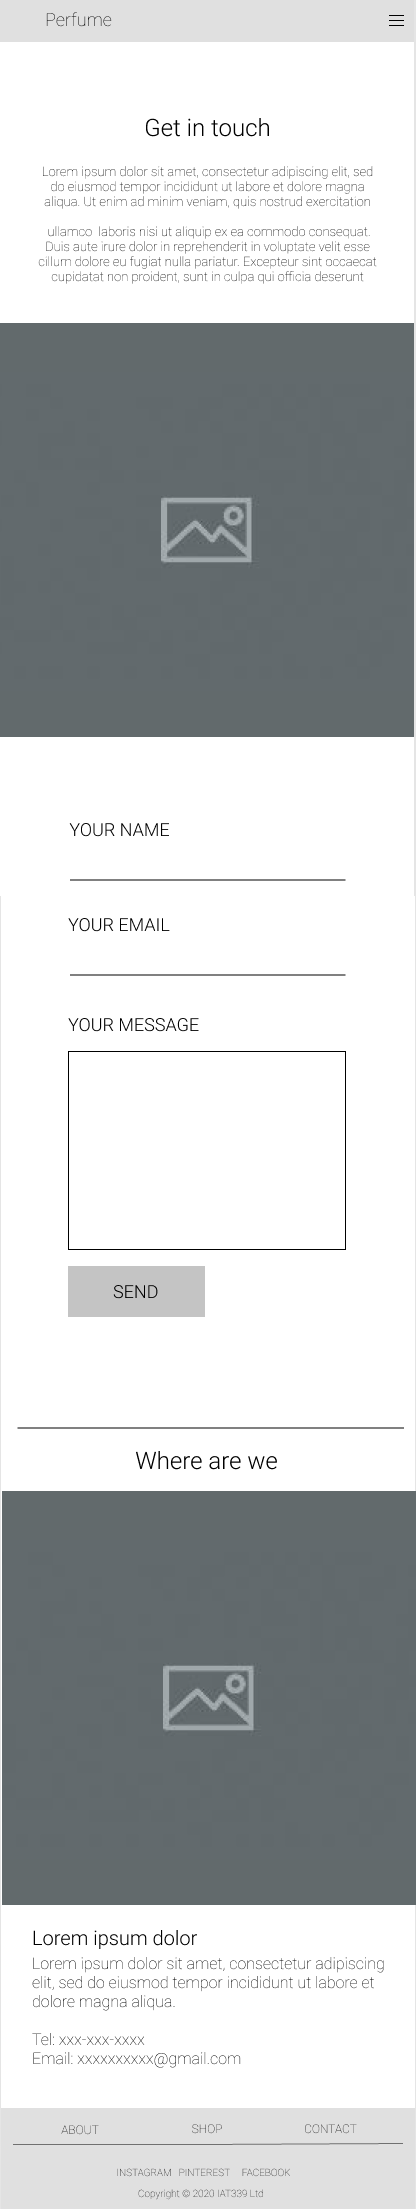 Perfume
Get in touch
Lorem ipsum dolor sit amet, consectetur adipiscing elit, sed
do eiusmod tempor incididunt ut labore et dolore magna
aliqua. Ut enim ad minim veniam, quis nostrud exercitation
ullamco laboris nisi ut aliquip ex ea commodo consequat.
Duis aute irure dolor in reprehenderit in voluptate velit esse
cillum dolore eu fugiat nulla pariatur. Excepteur sint occaecat
cupidatat non proident, sunt in culpa qui officia deserunt
YOUR NAME
YOUR EMAIL
YOUR MESSAGE
SEND
Where are we
Lorem ipsum dolor
Lorem ipsum dolor sit amet, consectetur adipiscing
elit, sed do eiusmod tempor incididunt ut labore et
dolore magna aliqua.
Tel: xxx-xxx-xxxx
Email: xxxxxxxxxx@gmail.com
ABOUT SHOP CONTACT
INSTAGRAM PINTEREST FACEBOOK
Copyright © 2020 IAT339 Ltd